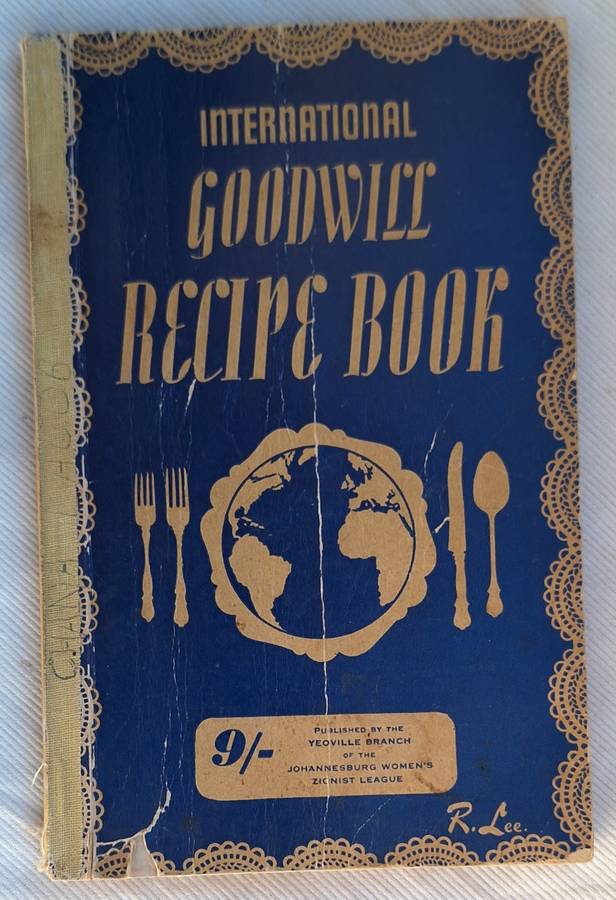 INTERNATIONAL
GOODWILL
RECIPE BOOK
9/-
PUBLISHED BY THE
YEOVILLE BRANCH
OF THE
JOHANNESBURG WOMEN'S
ZIONIST LEAGUE
R. Lee.